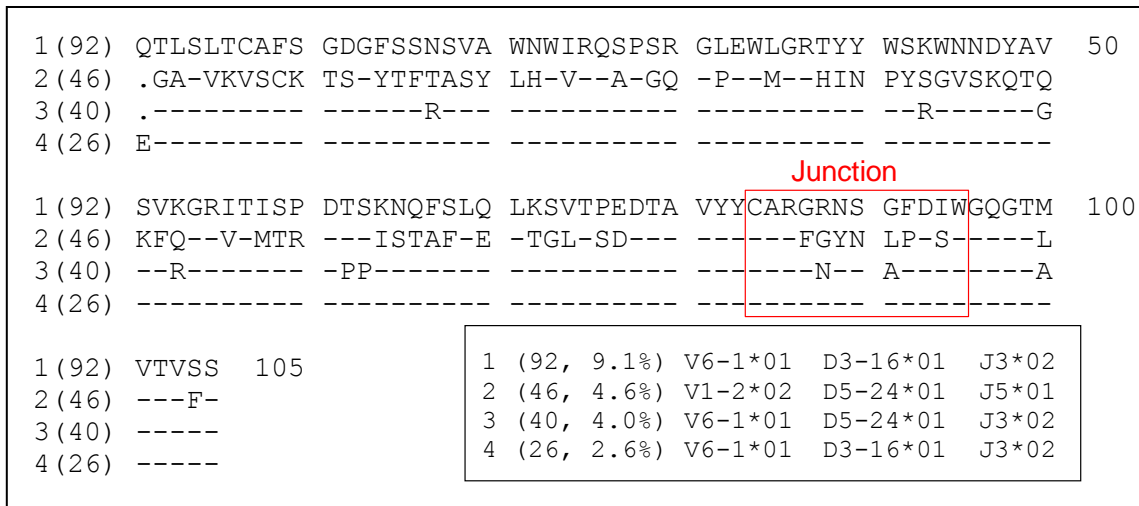 1(92) QTLSLTCAFS GDGFSSNSVA WNWIRQSPSR GLEWLGRTYY WSKWNNDYAV 50
2(46) .GA-VKVSCK TS-YTFTASY LH-V--A-GQ -P--M--HIN PYSGVSKQTQ
3(40) .--------- ------R--- ---------- ---------- ---R------G
4(26) E--------- ---------- ---------- ---------- ----------
Junction
1(92) SVKGRITISP DTSKNQFSLQ LKSVTPEDTA VYYCARGRNS GFDIWGQGTM 100
2(46) KFQ--V-MTR ---ISTAF-E -TGL-SD--- ------FGYN LP-S-----L
3(40) --R------- -PP------- ---------- -------N-- A--------A
4(26) ---------- ---------- ---------- ---------- ----------
1(92) VTVSS 105
2(46) ---F-
3(40) -----
4(26) -----
1 (92, 9.1%) V6-1*01 D3-16*01 J3*02
2 (46, 4.6%) V1-2*02 D5-24*01 J5*01
3 (40, 4.0%) V6-1*01 D5-24*01 J3*02
4 (26, 2.6%) V6-1*01 D3-16*01 J3*02